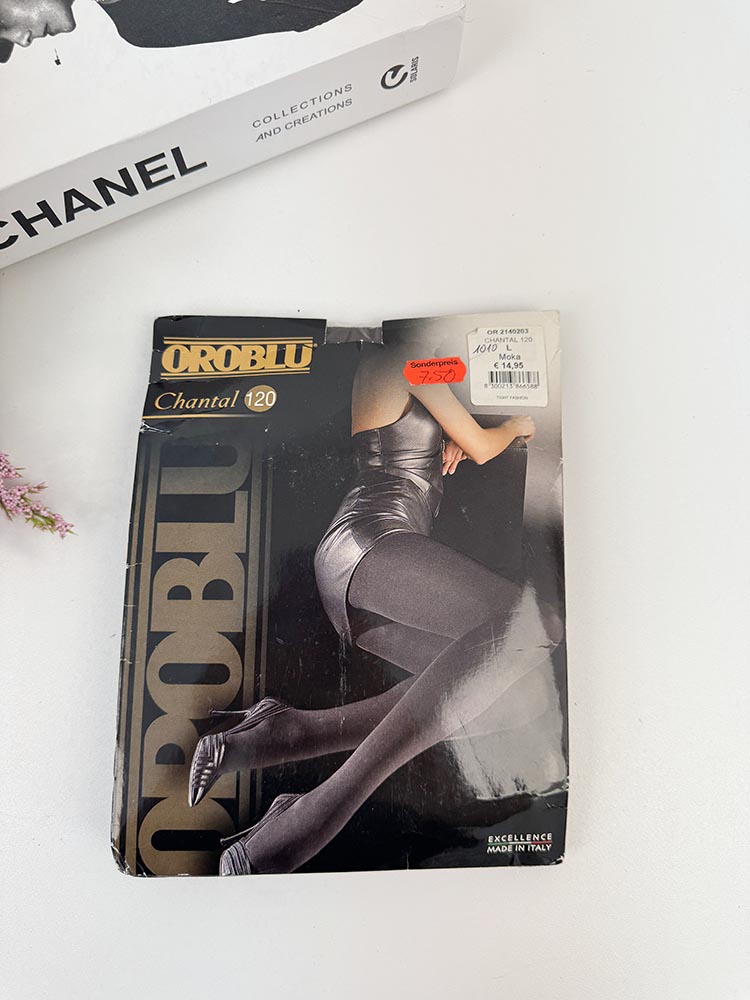 CHANEL
COLLECTIONS
AND CREATIONS
SOLARIS
OROBLU
Chantal 120
OROBLU
Sonderpreis
7.50
OR 2140203
CHANTAL 120
1010 L
Moka
€ 14,95
8 300213 866588
TIGHT FASHION
EXCELLENCE
MADE IN ITALY